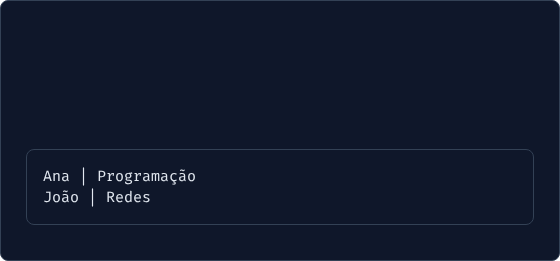 Ana │ Programação
João │ Redes